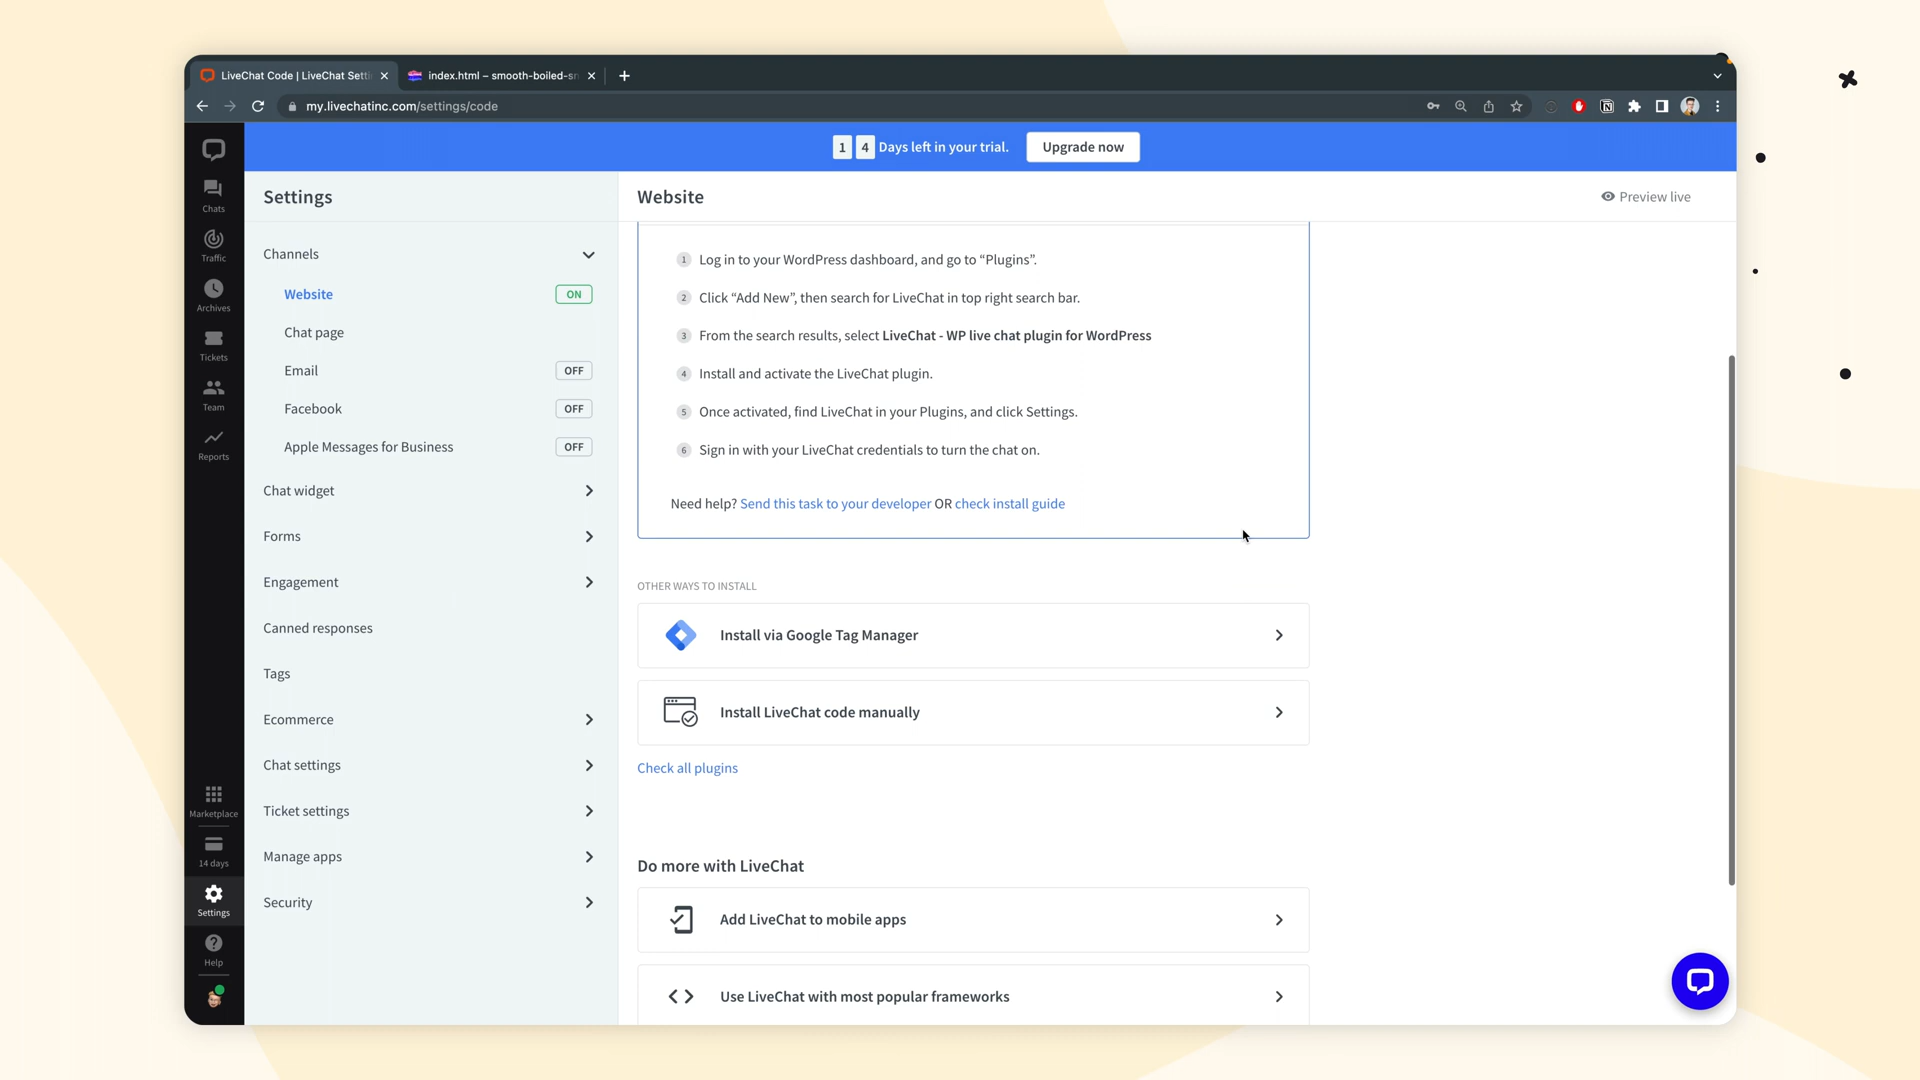 LiveChat Code | LiveChat Setti
index.html – smooth-boiled-sn
my.livechatinc.com/settings/code
1 4 Days left in your trial.
Upgrade now
Chats
Traffic
Archives
Tickets
Team
Reports
Marketplace
14 days
Settings
Help
Settings
Channels
Website ON
Chat page
Email OFF
Facebook OFF
Apple Messages for Business OFF
Chat widget
Forms
Engagement
Canned responses
Tags
Ecommerce
Chat settings
Ticket settings
Manage apps
Security
Website
Preview live
1 Log in to your WordPress dashboard, and go to “Plugins”.
2 Click “Add New”, then search for LiveChat in top right search bar.
3 From the search results, select LiveChat - WP live chat plugin for WordPress
4 Install and activate the LiveChat plugin.
5 Once activated, find LiveChat in your Plugins, and click Settings.
6 Sign in with your LiveChat credentials to turn the chat on.
Need help? Send this task to your developer OR check install guide
OTHER WAYS TO INSTALL
Install via Google Tag Manager
Install LiveChat code manually
Check all plugins
Do more with LiveChat
Add LiveChat to mobile apps
Use LiveChat with most popular frameworks